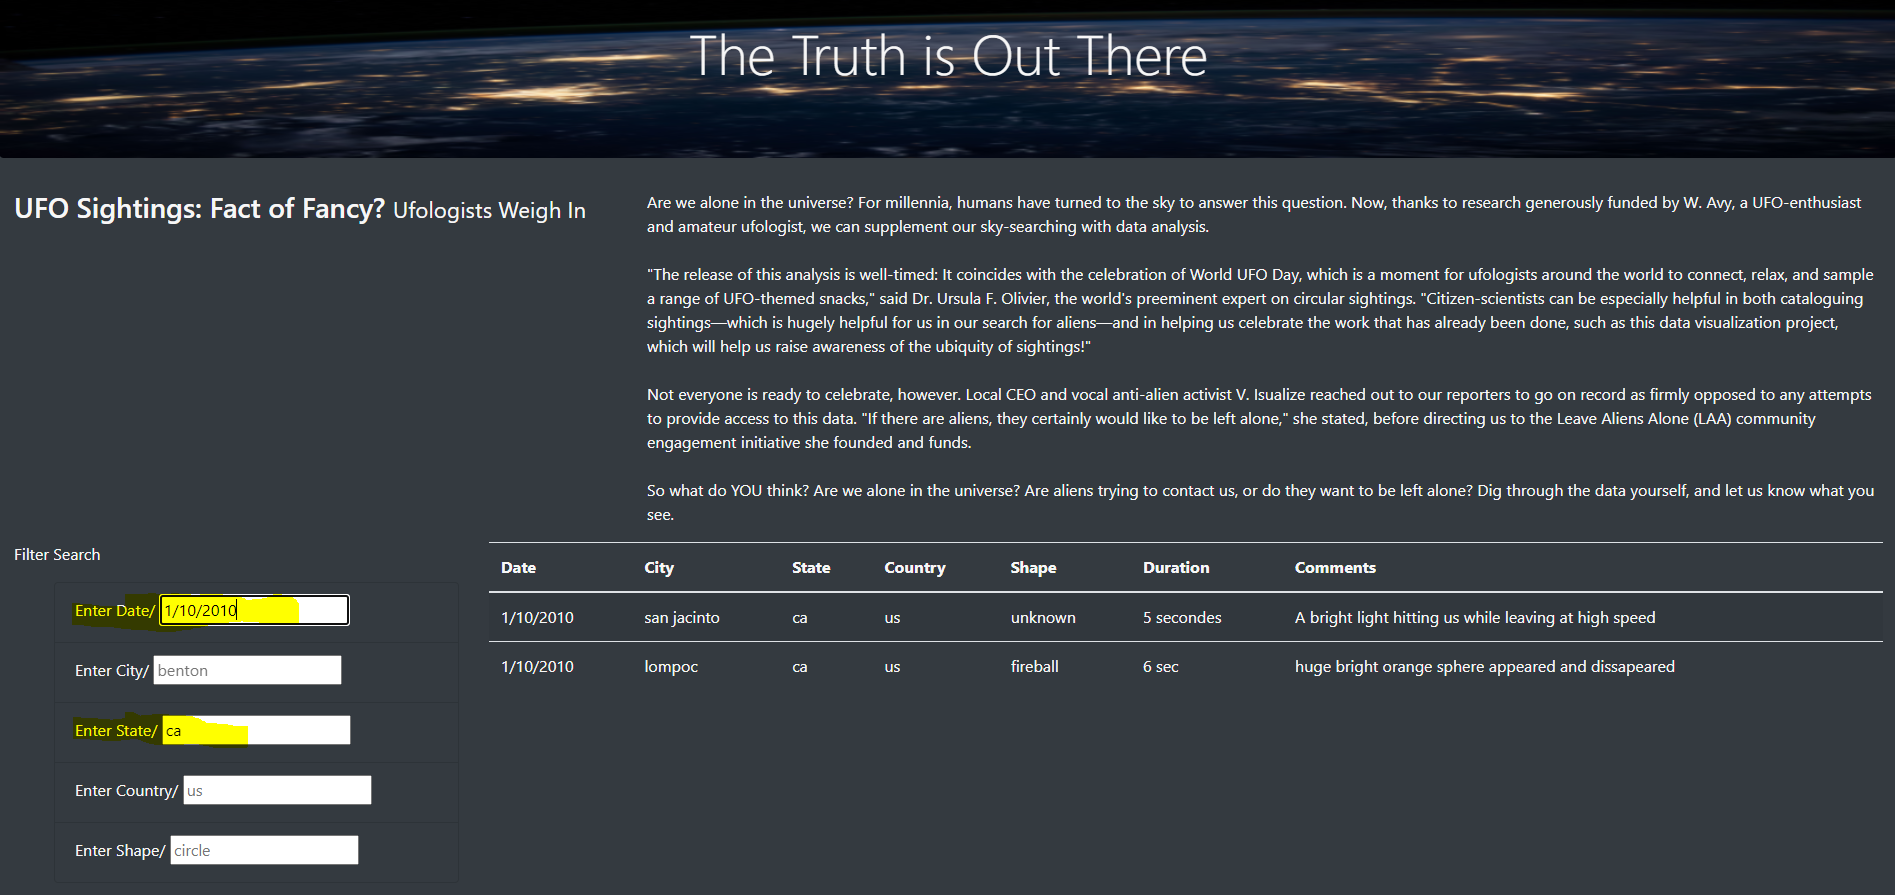 The Truth is Out There
UFO Sightings: Fact of Fancy? Ufologists Weigh In
Are we alone in the universe? For millennia, humans have turned to the sky to answer this question. Now, thanks to research generously funded by W. Avy, a UFO-enthusiast
and amateur ufologist, we can supplement our sky-searching with data analysis.
"The release of this analysis is well-timed: It coincides with the celebration of World UFO Day, which is a moment for ufologists around the world to connect, relax, and sample
a range of UFO-themed snacks," said Dr. Ursula F. Olivier, the world's preeminent expert on circular sightings. "Citizen-scientists can be especially helpful in both cataloguing
sightings—which is hugely helpful for us in our search for aliens—and in helping us celebrate the work that has already been done, such as this data visualization project,
which will help us raise awareness of the ubiquity of sightings!"
Not everyone is ready to celebrate, however. Local CEO and vocal anti-alien activist V. Isualize reached out to our reporters to go on record as firmly opposed to any attempts
to provide access to this data. "If there are aliens, they certainly would like to be left alone," she stated, before directing us to the Leave Aliens Alone (LAA) community
engagement initiative she founded and funds.
So what do YOU think? Are we alone in the universe? Are aliens trying to contact us, or do they want to be left alone? Dig through the data yourself, and let us know what you
see.
Filter Search
Enter Date/ 1/10/2010
Enter City/ benton
Enter State/ ca
Enter Country/ us
Enter Shape/ circle
Date City State Country Shape Duration Comments
1/10/2010 san jacinto ca us unknown 5 secondes A bright light hitting us while leaving at high speed
1/10/2010 lompoc ca us fireball 6 sec huge bright orange sphere appeared and dissapeared